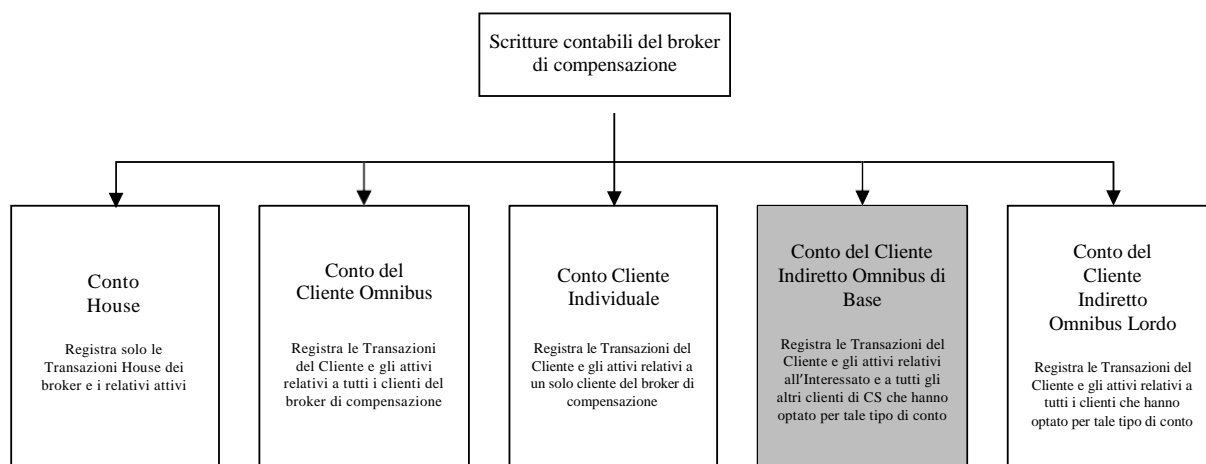 Scritture contabili del broker
di compensazione
Conto
House
Registra solo le
Transazioni House dei
broker e i relativi attivi
Conto del
Cliente Omnibus
Registra le Transazioni
del Cliente e gli attivi
relativi a tutti i clienti del
broker di compensazione
Conto Cliente
Individuale
Registra le Transazioni del
Cliente e gli attivi relativi a
un solo cliente del broker di
compensazione
Conto del Cliente
Indiretto Omnibus di
Base
Registra le Transazioni del
Cliente e gli attivi relativi
all'Interessato e a tutti gli
altri clienti di CS che hanno
optato per tale tipo di conto
Conto del
Cliente
Indiretto
Omnibus Lordo
Registra le Transazioni del
Cliente e gli attivi relativi a
tutti i clienti che hanno
optato per tale tipo di conto